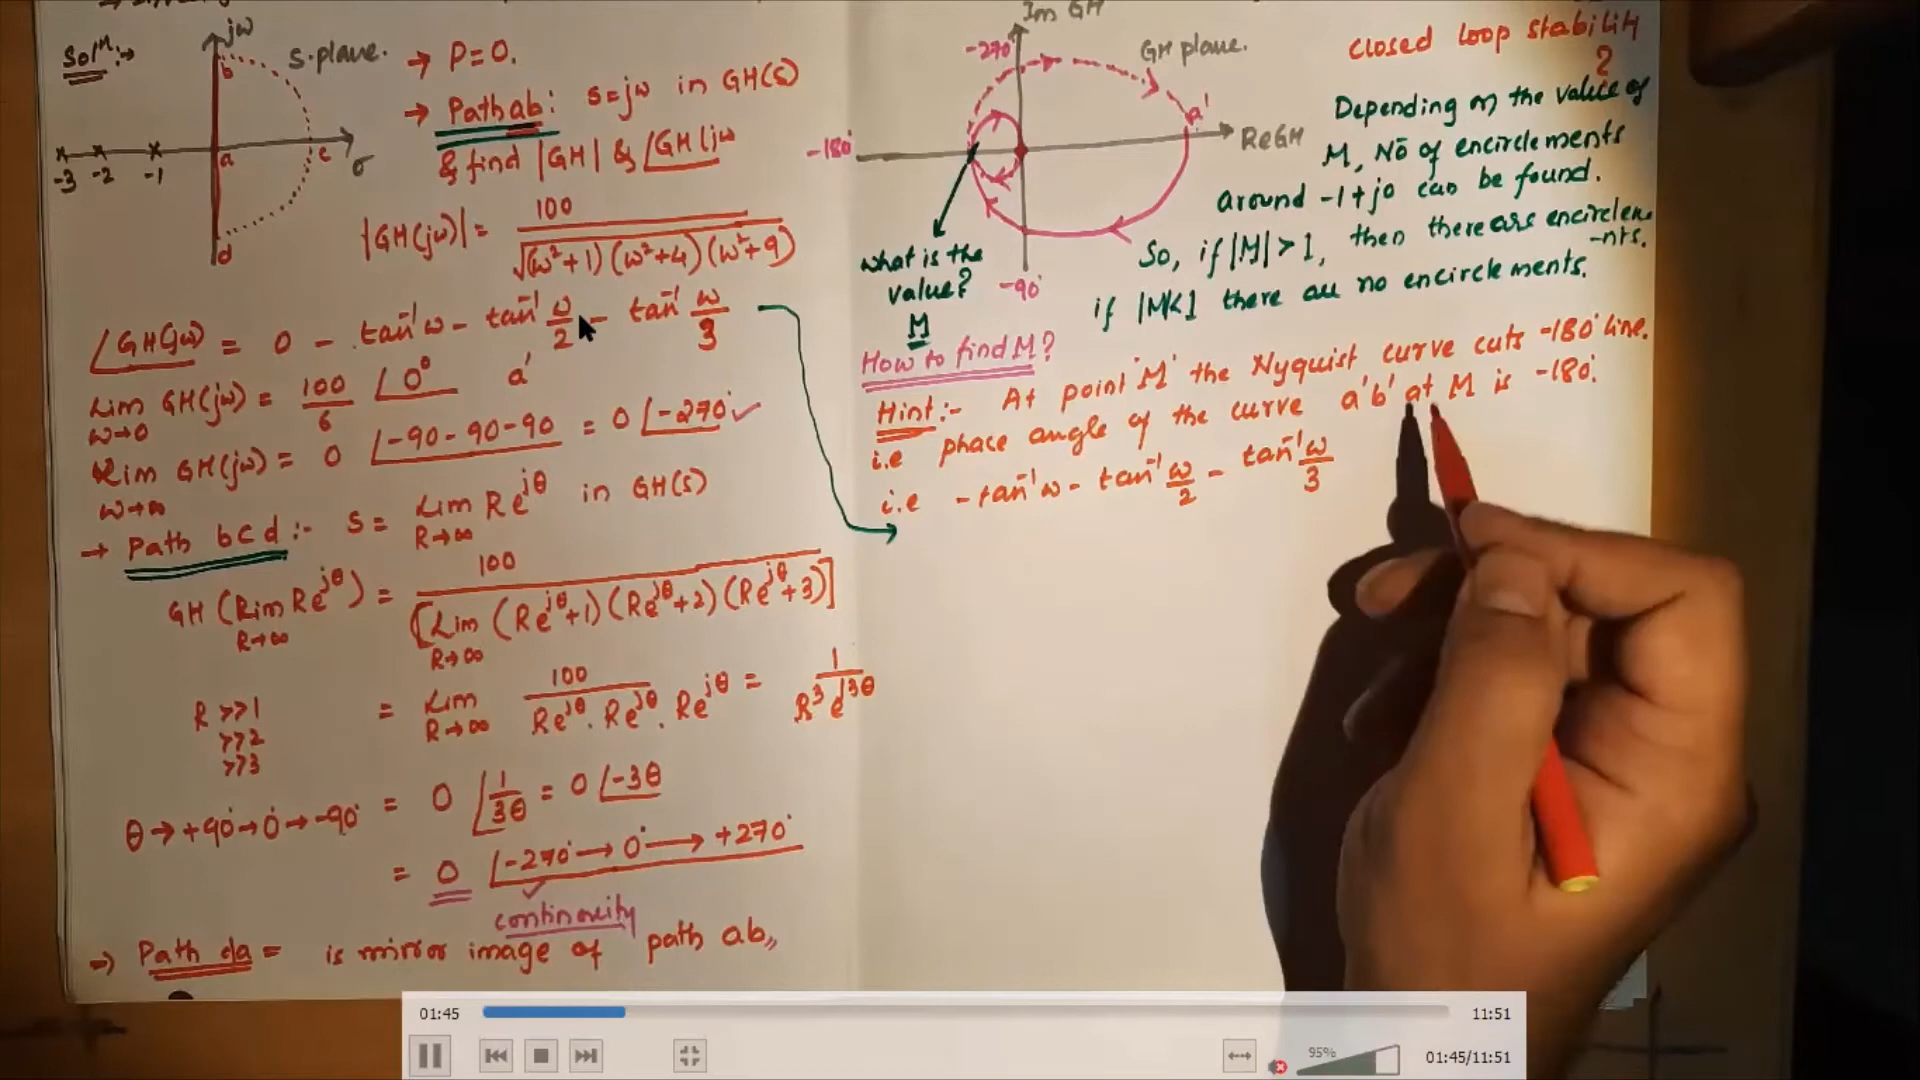 Solⁿ:→
jω
S-plane.
b
a
c
σ
d
-3 -2 -1
→ P=0.
→ Path ab: s=jω in GH(s)
& find |GH| & ∠GH(jω
|GH(jω)| = 100 / √(ω²+1)(ω²+4)(ω²+9)
∠GH(jω) = 0 - tan⁻¹ω - tan⁻¹ ω/2 - tan⁻¹ ω/3
Lim ω→0 GH(jω) = 100/6 ∠0° a'
Lim ω→∞ GH(jω) = 0 ∠-90-90-90 = 0 ∠-270° ✓
→ Path bcd:- S = Lim R→∞ Re^jθ in GH(s)
GH(Lim R→∞ Re^jθ) = 100 / [Lim R→∞ (Re^jθ+1)(Re^jθ+2)(Re^jθ+3)]
R >>1 = Lim R→∞ 100 / Re^jθ . Re^jθ . Re^jθ = 1 / R³e^j3θ
>>2
>>3
θ→+90°→0°→-90° = 0 ∠1/3θ = 0 ∠-3θ
= 0 ∠-270°→0°→+270°
✓
continouity
→ Path da = is mirror image of path ab,,
Im GH
-270°
GH plane.
a'
-180°
Re GH
-90°
what is the
value?
M
Closed loop stability
?
Depending on the value of
M, Nō of encirclements
around -1+j0 can be found.
So, if |M|>1, then there are encirclem
-nts.
if |M|<1 there are no encirclements.
How to find M?
Hint:- At point 'M' the Nyquist curve cuts -180° line.
i.e phace angle of the curve a'b' at M is -180°.
i.e -tan⁻¹ω - tan⁻¹ ω/2 - tan⁻¹ ω/3
01:45
11:51
95%
01:45/11:51